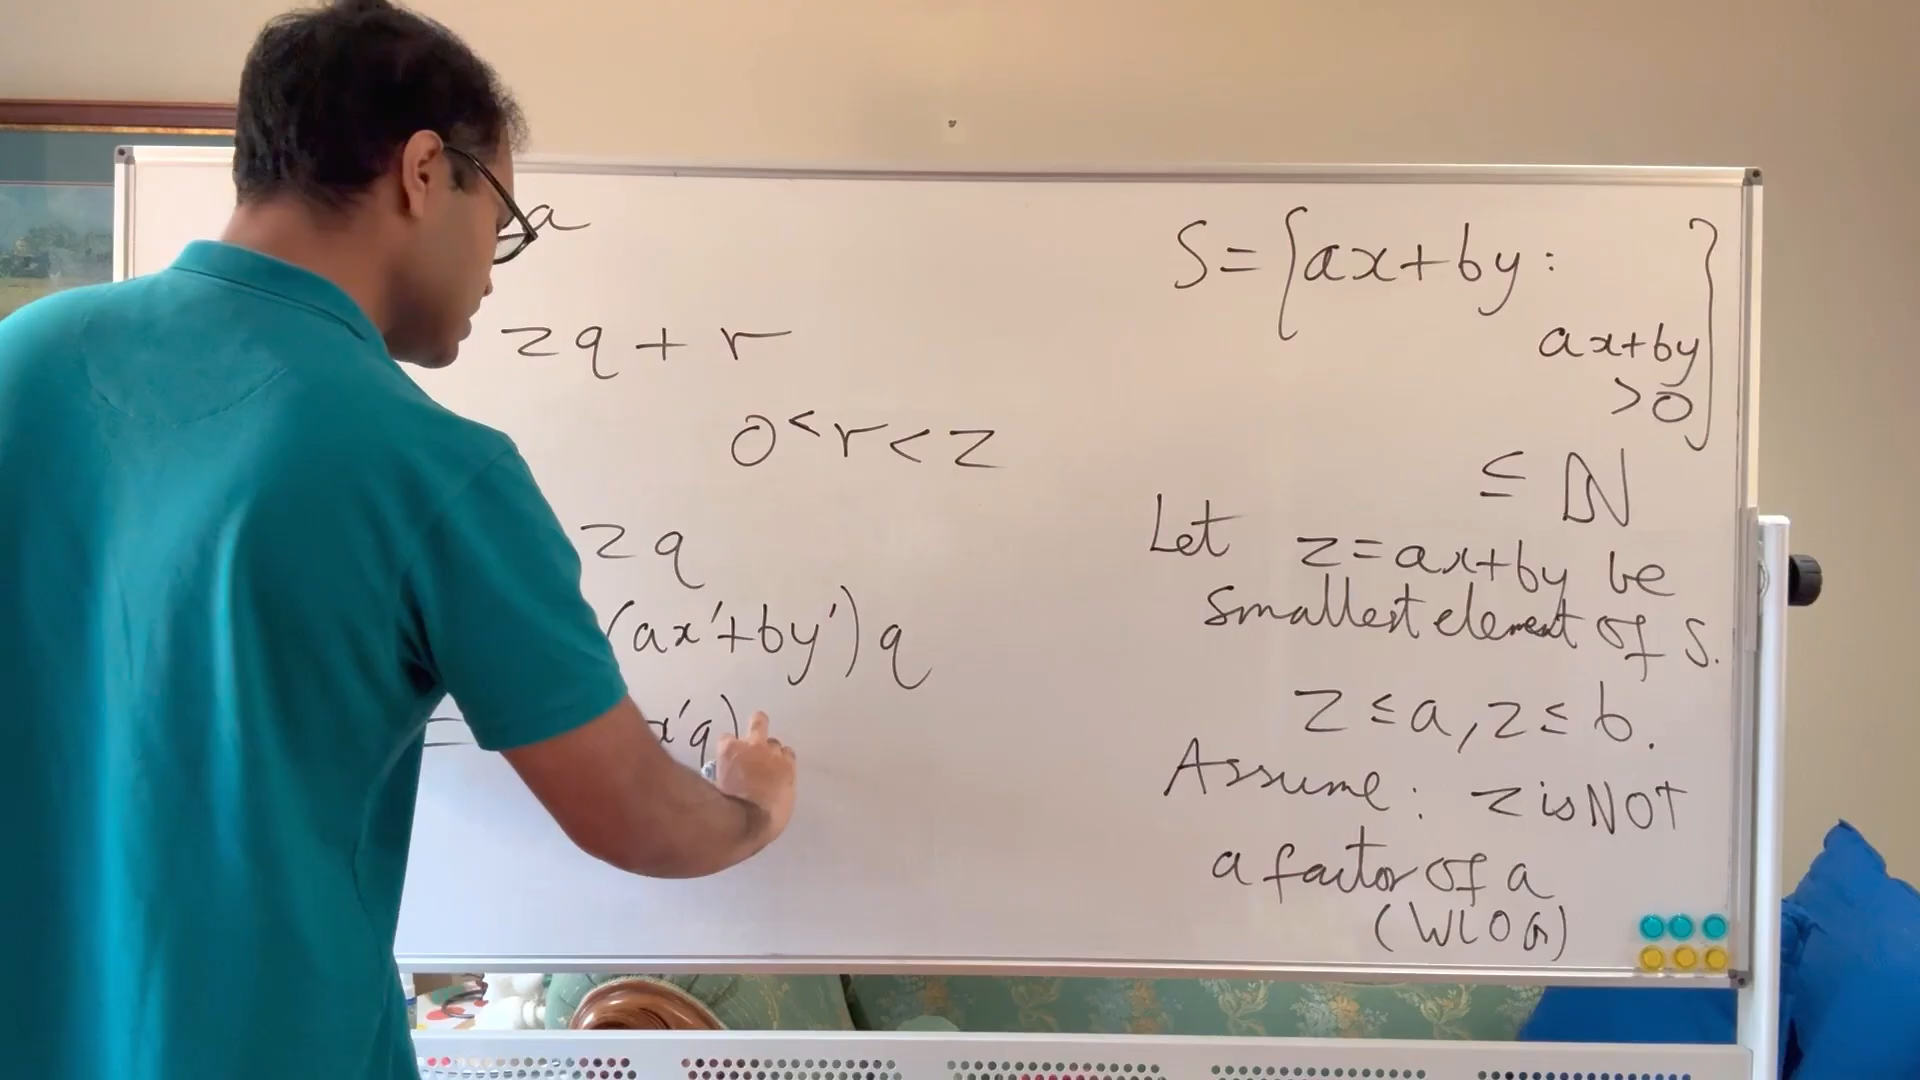 a
zq + r
0 < r < z
zq
(ax'+by')q
= x'q)
S = {ax+by :
ax+by
>0}
⊆ ℕ
Let z=ax+by be
smallest element of S.
z ≤ a, z ≤ b.
Assume: z is NOT
a factor of a
(WLOG)